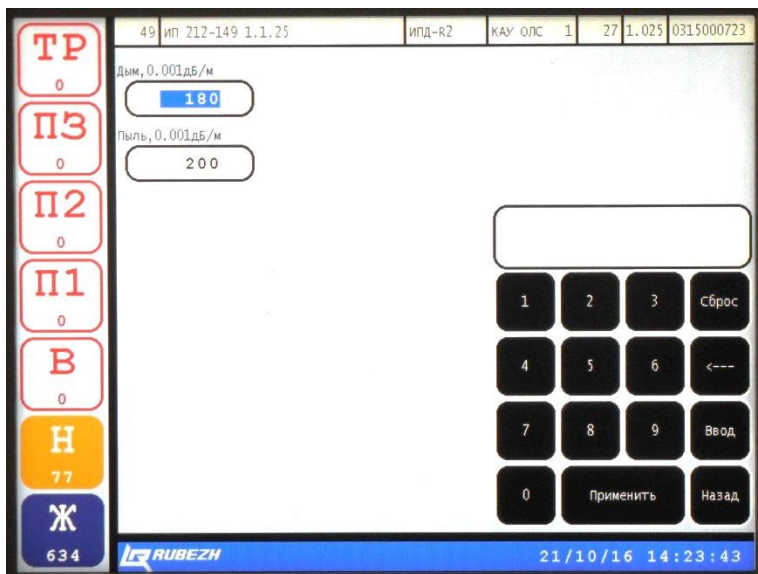 49 ИП 212-149 1.1.25 ИПД-R2 КАУ ОЛС 1 27 1.025 0315000723
ТР
0
П3
0
П2
0
П1
0
В
0
Н
77
Ж
634
Дым,0.001дБ/м
180
Пыль,0.001дБ/м
200
1 2 3 Сброс
4 5 6 <---
7 8 9 Ввод
0 Применить Назад
RUBEZH 21/10/16 14:23:43